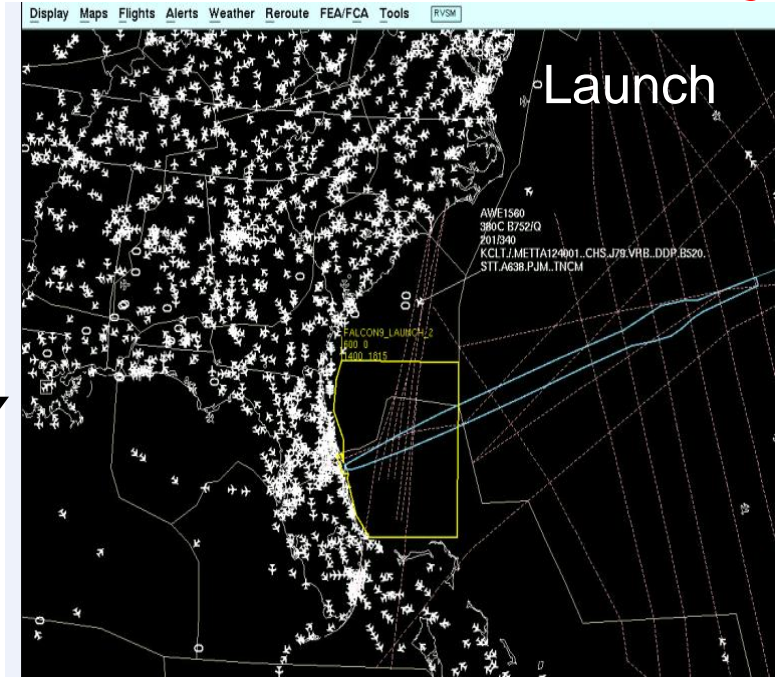 Display Maps Flights Alerts Weather Reroute FEA/FCA Tools RVSM
Launch
AWE1560
380C B752/Q
201/340
KCLT./.METTA124001..CHS.J79.VRB..DDP.B520.
STT.A638.PJM..TNCM
FALCON9_LAUNCH_2
600 0
1400 1815